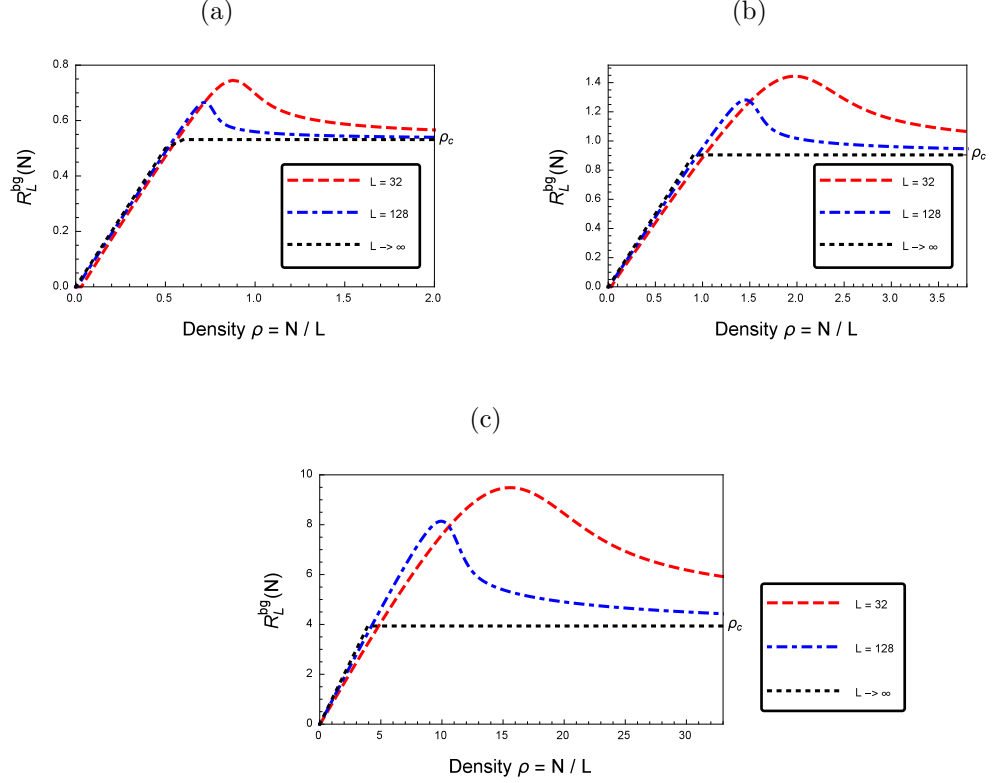 (a)
R_L^bg(N)
0.8
0.6
0.4
0.2
0.0
0.0 0.5 1.0 1.5 2.0
ρ_c
L = 32
L = 128
L -> ∞
Density ρ = N / L
(b)
R_L^bg(N)
1.4
1.2
1.0
0.8
0.6
0.4
0.2
0.0
0.0 0.5 1.0 1.5 2.0 2.5 3.0 3.5
ρ_c
L = 32
L = 128
L -> ∞
Density ρ = N / L
(c)
R_L^bg(N)
10
8
6
4
2
0
0 5 10 15 20 25 30
ρ_c
L = 32
L = 128
L -> ∞
Density ρ = N / L